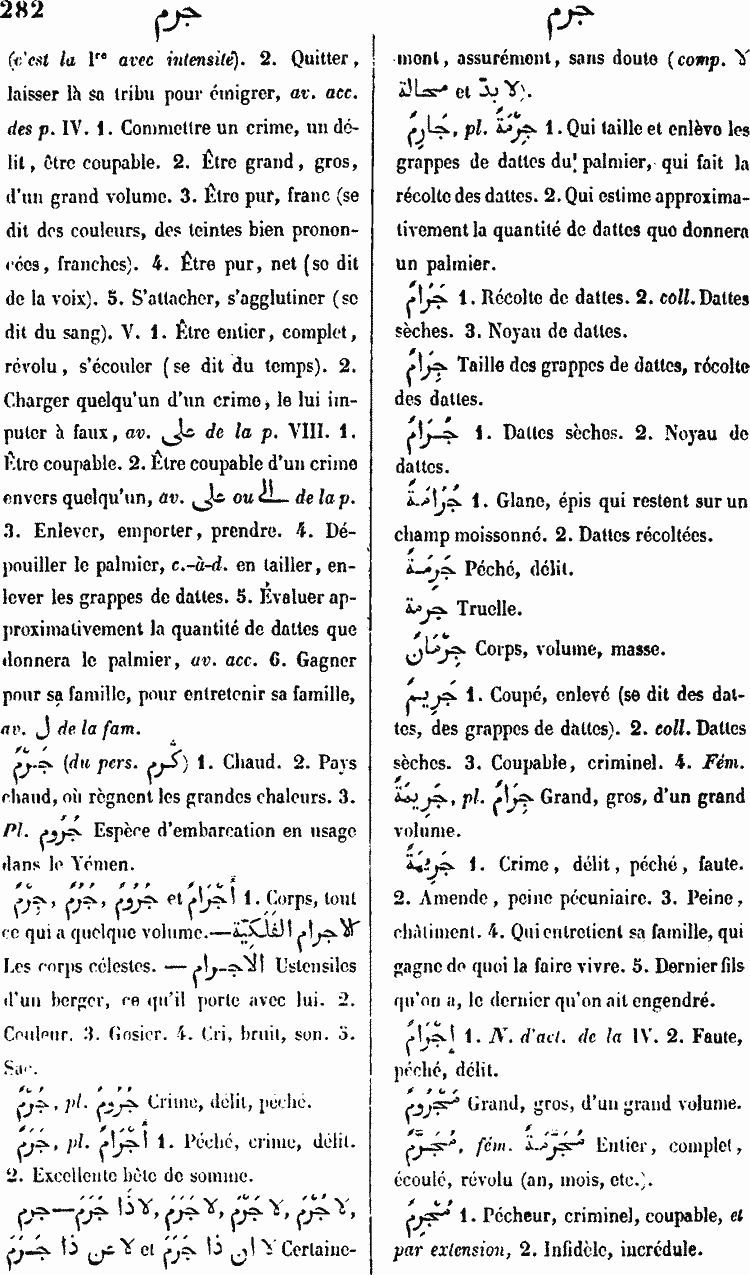 282
جرم
جرم
(c'est la 1re avec intensité). 2. Quitter,
laisser là sa tribu pour émigrer, av. acc.
des p. IV. 1. Commettre un crime, un dé-
lit, être coupable. 2. Être grand, gros,
d'un grand volume. 3. Être pur, franc (se
dit des couleurs, des teintes bien pronon-
cées, franches). 4. Être pur, net (se dit
de la voix). 5. S'attacher, s'agglutiner (se
dit du sang). V. 1. Être entier, complet,
révolu, s'écouler (se dit du temps). 2.
Charger quelqu'un d'un crime, le lui im-
puter à faux, av. على de la p. VIII. 1.
Être coupable. 2. Être coupable d'un crime
envers quelqu'un, av. على ou الى de la p.
3. Enlever, emporter, prendre. 4. Dé-
pouiller le palmier, c.-à-d. en tailler, en-
lever les grappes de dattes. 5. Évaluer ap-
proximativement la quantité de dattes que
donnera le palmier, av. acc. 6. Gagner
pour sa famille, pour entretenir sa famille,
av. ل de la fam.
جَرْمٌ (du pers. گرم) 1. Chaud. 2. Pays
chaud, où règnent les grandes chaleurs. 3.
Pl. جُرُوم Espèce d'embarcation en usage
dans le Yémen.
جِرْمٌ, جُرُمٌ, جُرُومٌ et أَجْرَامٌ 1. Corps, tout
ce qui a quelque volume.—الاجرام الفَلَكِيّة
Les corps célestes. — الاجرام Ustensiles
d'un berger, ce qu'il porte avec lui. 2.
Couleur. 3. Gosier. 4. Cri, bruit, son. 5.
Sac.
جُرْمٌ, pl. جُرُومٌ Crime, délit, péché.
جَرَمٌ, pl. أَجْرَامٌ 1. Péché, crime, délit.
2. Excellente bête de somme.
جرم—لا جُرْمَ, لا جَرُمَ, لا جَرَمَ, لا ذَا جَرَمَ,
لا ان ذا جَرَمَ et لا عن ذا جَرَمَ Certaine-
ment, assurément, sans doute (comp. لا
محالة et لا بدّ).
جَارِمٌ, pl. جِرَّمَةٌ 1. Qui taille et enlève les
grappes de dattes du palmier, qui fait la
récolte des dattes. 2. Qui estime approxima-
tivement la quantité de dattes que donnera
un palmier.
جَرَامٌ 1. Récolte de dattes. 2. coll. Dattes
sèches. 3. Noyau de dattes.
جِرَامٌ Taille des grappes de dattes, récolte
des dattes.
جُرَامٌ 1. Dattes sèches. 2. Noyau de
dattes.
جُرَامَةٌ 1. Glane, épis qui restent sur un
champ moissonné. 2. Dattes récoltées.
جَرِمَةٌ Péché, délit.
جرمة Truelle.
جِرْمَانٌ Corps, volume, masse.
جَرِيمٌ 1. Coupé, enlevé (se dit des dat-
tes, des grappes de dattes). 2. coll. Dattes
sèches. 3. Coupable, criminel. 4. Fém.
جَرِيمَةٌ, pl. جِرَامٌ Grand, gros, d'un grand
volume.
جَرِيمَةٌ 1. Crime, délit, péché, faute.
2. Amende, peine pécuniaire. 3. Peine,
châtiment. 4. Qui entretient sa famille, qui
gagne de quoi la faire vivre. 5. Dernier fils
qu'on a, le dernier qu'on ait engendré.
إِجْرَامٌ 1. N. d'act. de la IV. 2. Faute,
péché, délit.
مَجْرُومٌ Grand, gros, d'un grand volume.
مُجَرَّمٌ, fém. مُجَرَّمَةٌ Entier, complet,
écoulé, révolu (an, mois, etc.).
مُجْرِمٌ 1. Pécheur, criminel, coupable, et
par extension, 2. Infidèle, incrédule.